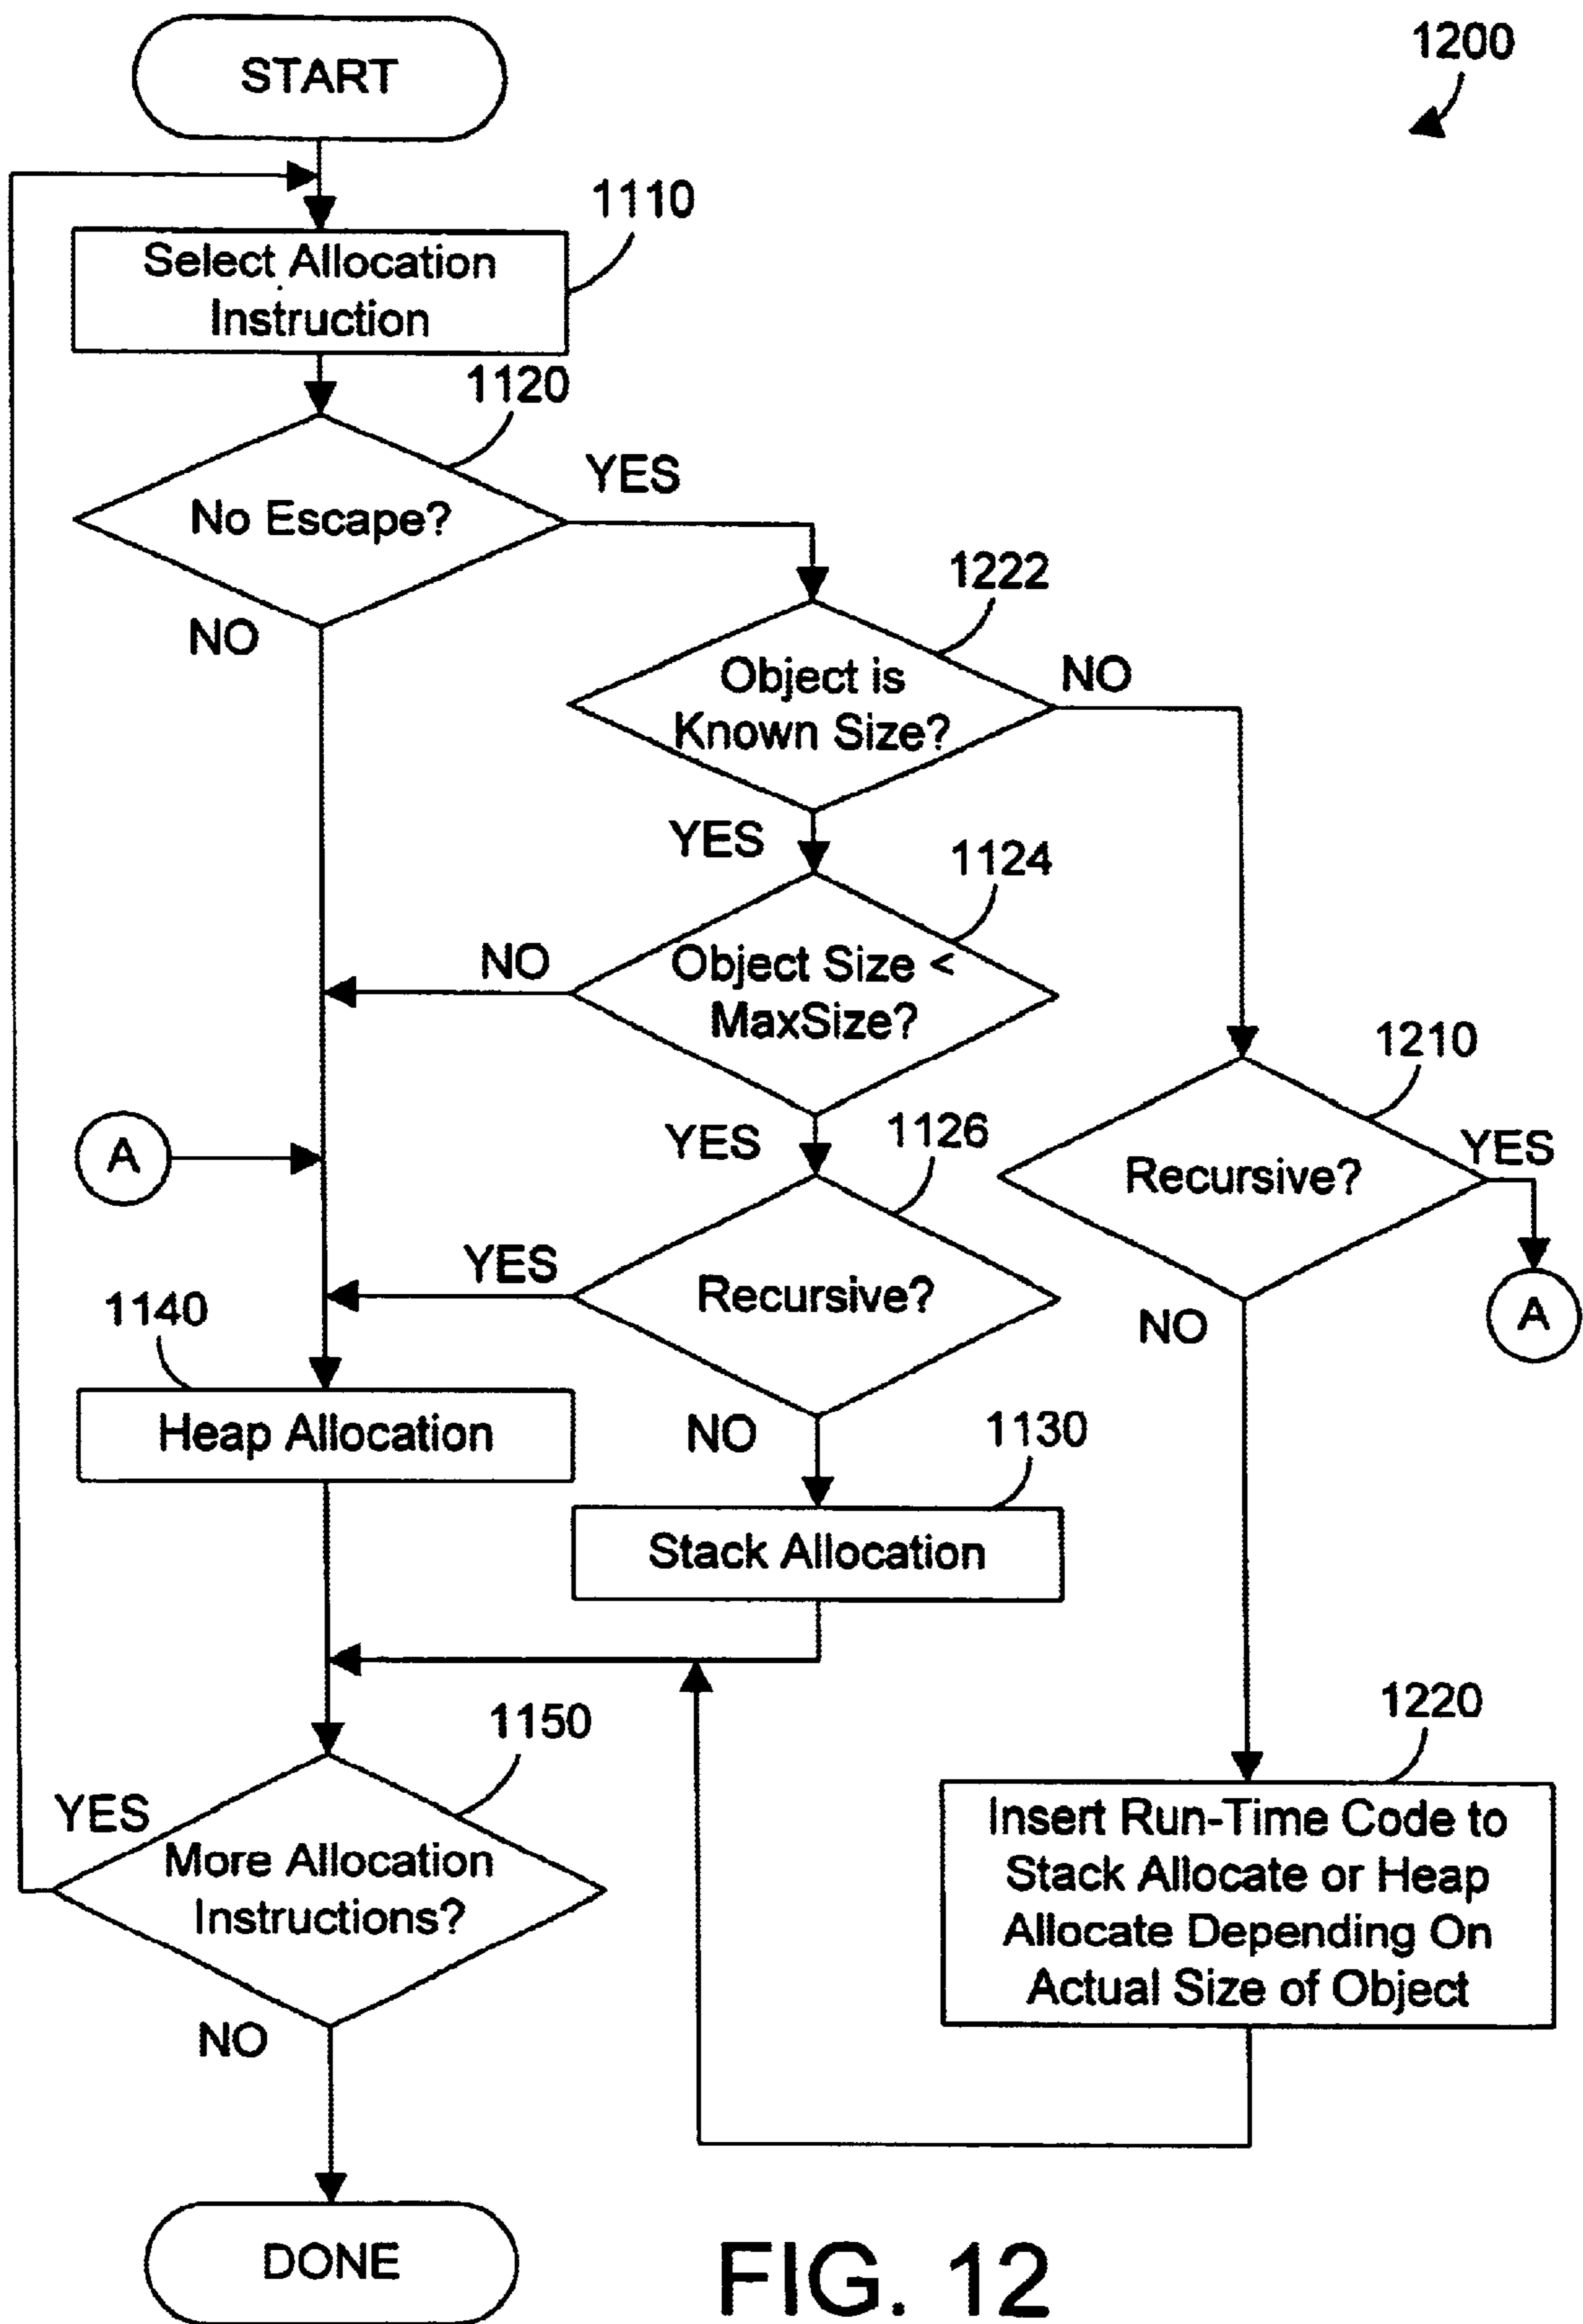 1200
START
1110
Select Allocation
Instruction
1120
YES
No Escape?
NO
1222
Object is
Known Size?
NO
YES
1124
NO
Object Size <
MaxSize?
1210
A
YES
1126
Recursive?
YES
YES
Recursive?
A
1140
NO
Heap Allocation
NO
1130
Stack Allocation
1150
1220
YES
More Allocation
Instructions?
Insert Run-Time Code to
Stack Allocate or Heap
Allocate Depending On
Actual Size of Object
NO
DONE
FIG. 12